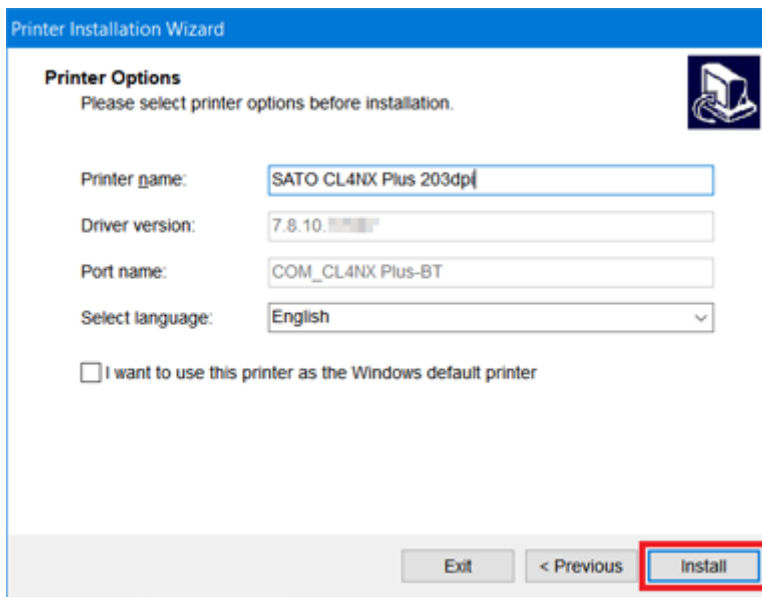 Printer Installation Wizard
Printer Options
Please select printer options before installation.
Printer name: SATO CL4NX Plus 203dpi
Driver version: 7.8.10.
Port name: COM_CL4NX Plus-BT
Select language: English
I want to use this printer as the Windows default printer
Exit < Previous Install